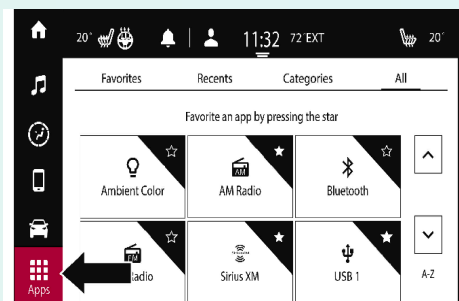 20° 11:32 72°EXT 20°
Favorites Recents Categories All
Favorite an app by pressing the star
Ambient Color AM Radio Bluetooth
AM
FM
adio Sirius XM USB 1 A-Z
Apps